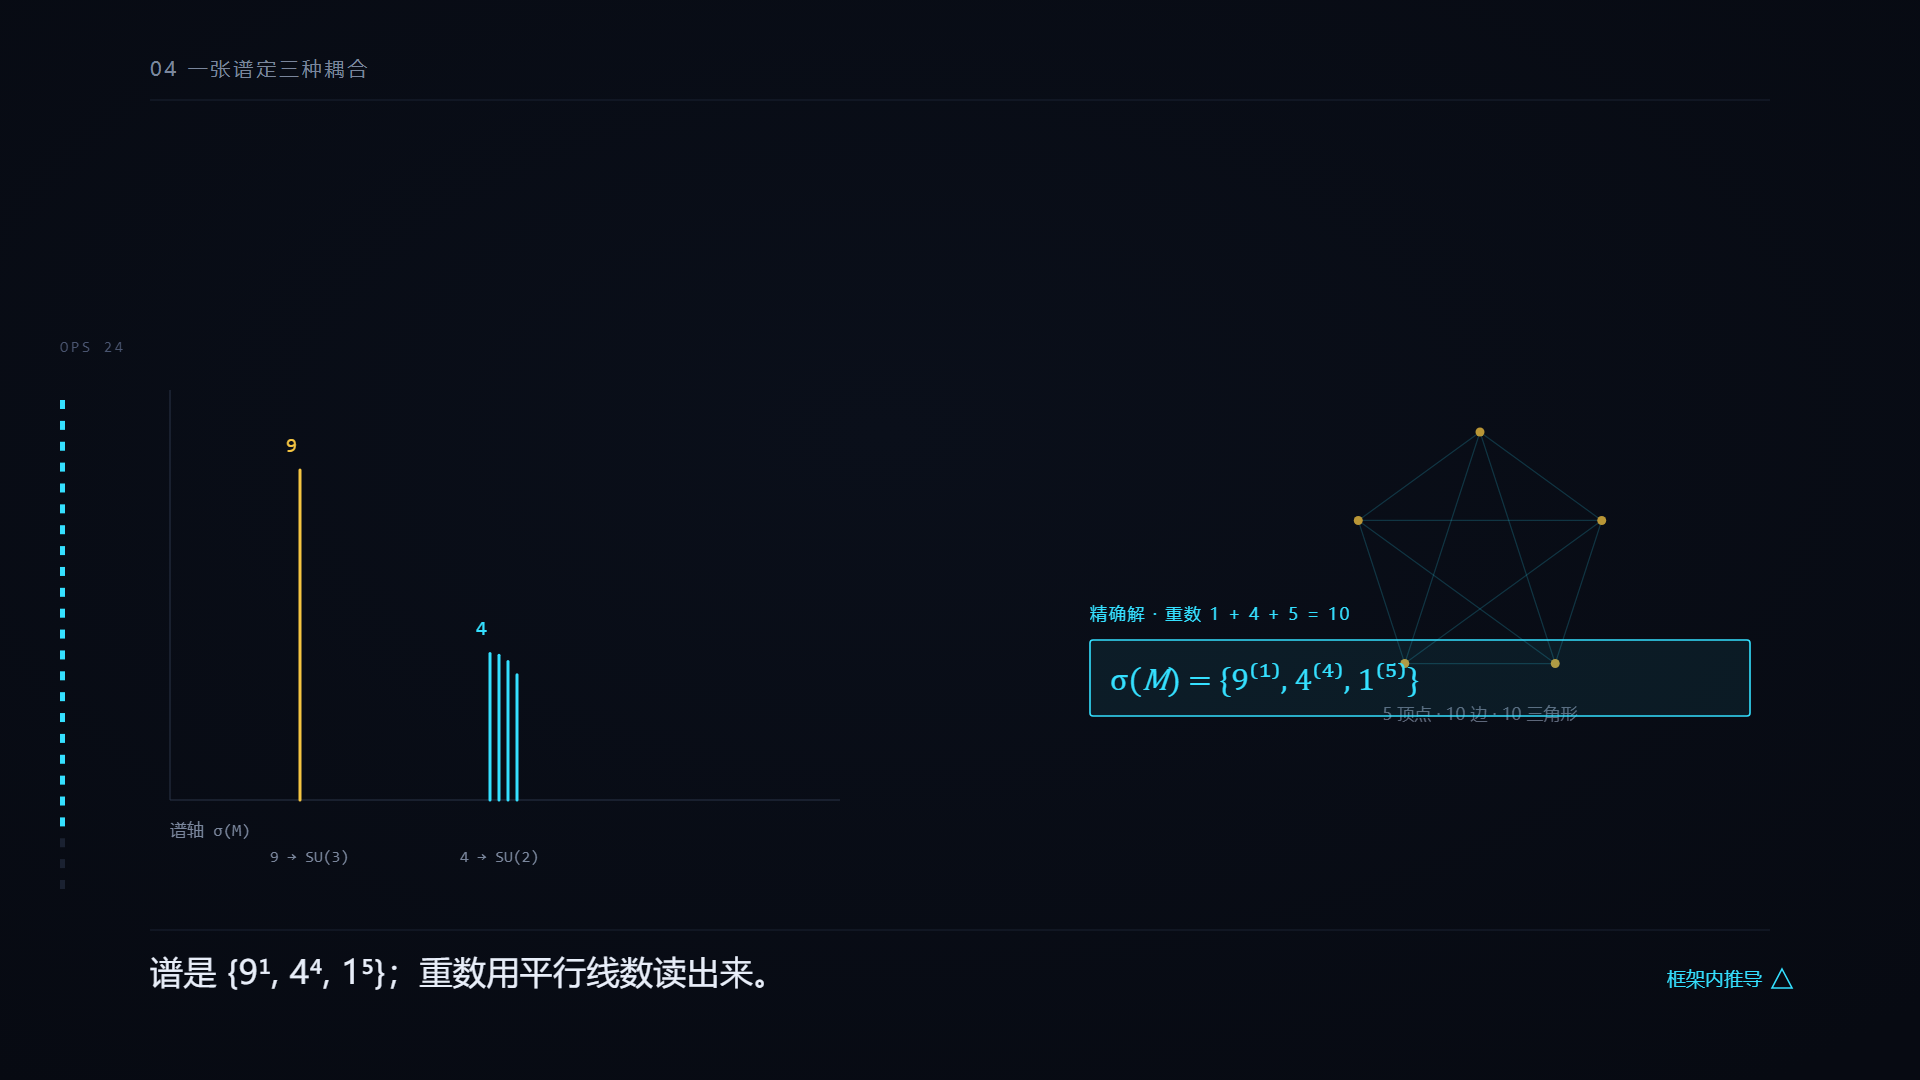 04 一张谱定三种耦合
OPS 24
9
4
精确解 · 重数 1 + 4 + 5 = 10
σ(M) = {9⁽¹⁾, 4⁽⁴⁾, 1⁽⁵⁾}
5 顶点 · 10 边 · 10 三角形
谱轴 σ(M)
9 → SU(3)
4 → SU(2)
谱是 {9¹, 4⁴, 1⁵}；重数用平行线数读出来。
框架内推导 △